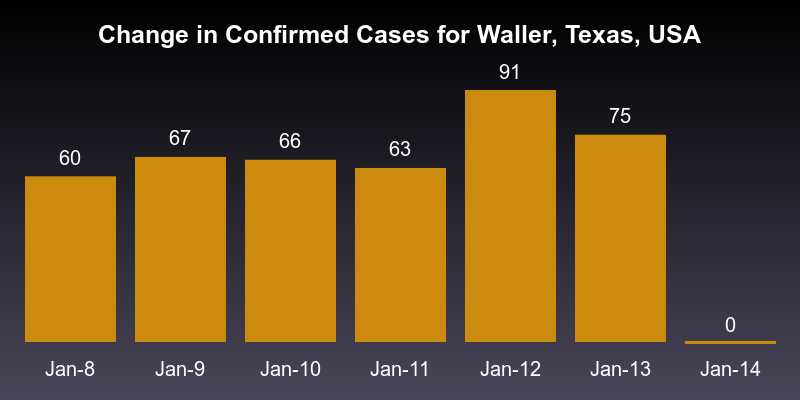 Change in Confirmed Cases for Waller, Texas, USA
60 67 66 63 91 75 0
Jan-8 Jan-9 Jan-10 Jan-11 Jan-12 Jan-13 Jan-14